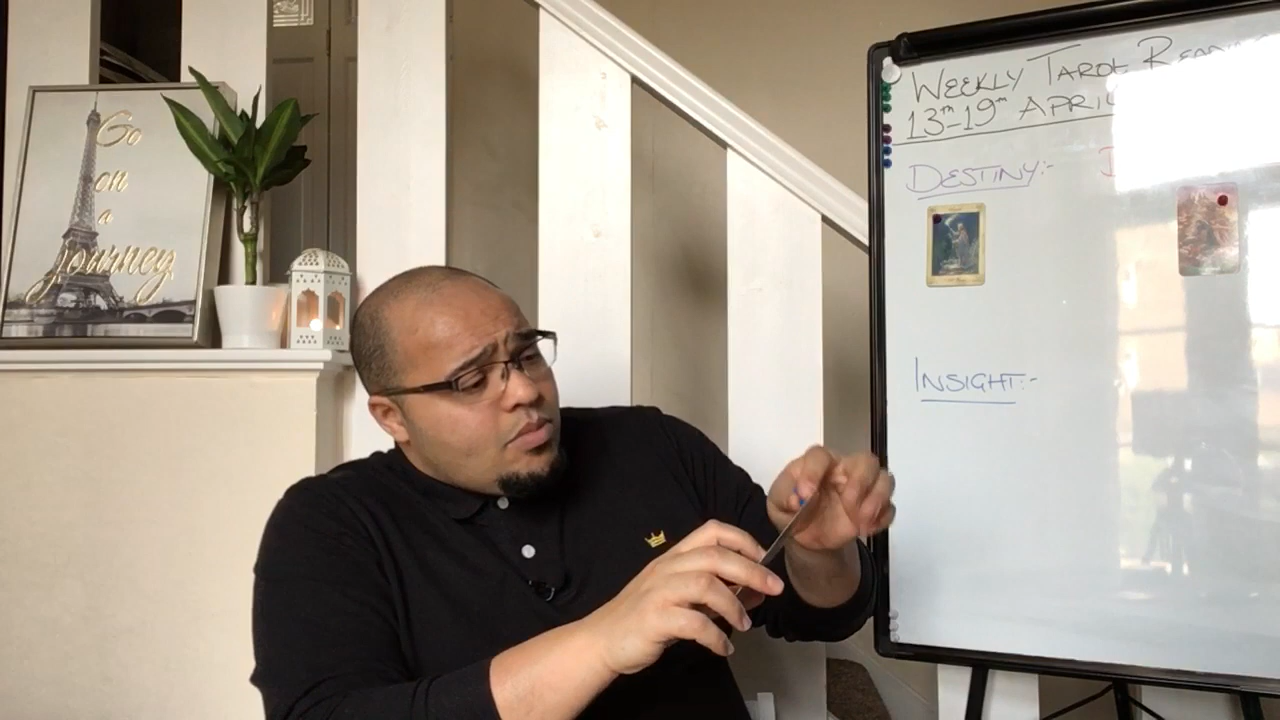 Go
on
a
journey
WEEKLY TAROT
13TH-19TH APRIL
DESTINY:-
INSIGHT:-